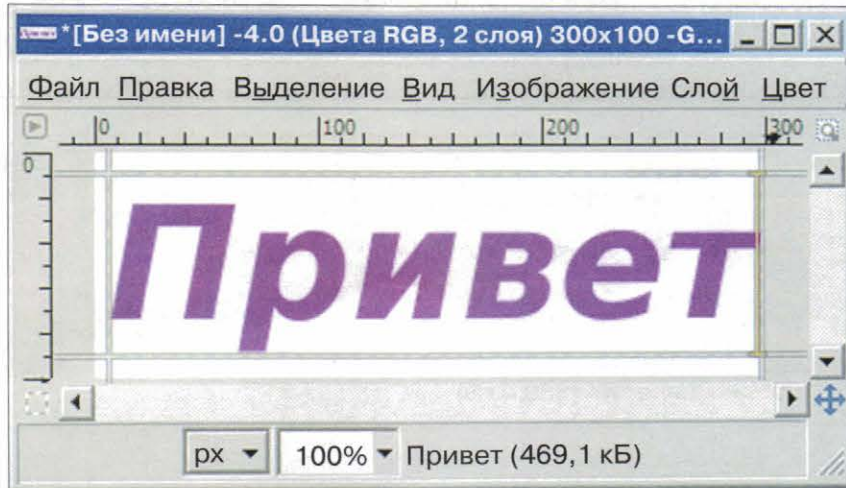 *[Без имени] -4.0 (Цвета RGB, 2 слоя) 300x100 -G...
Файл Правка Выделение Вид Изображение Слой Цвет
0 100 200 300
0
Привет
px 100% Привет (469,1 кБ)